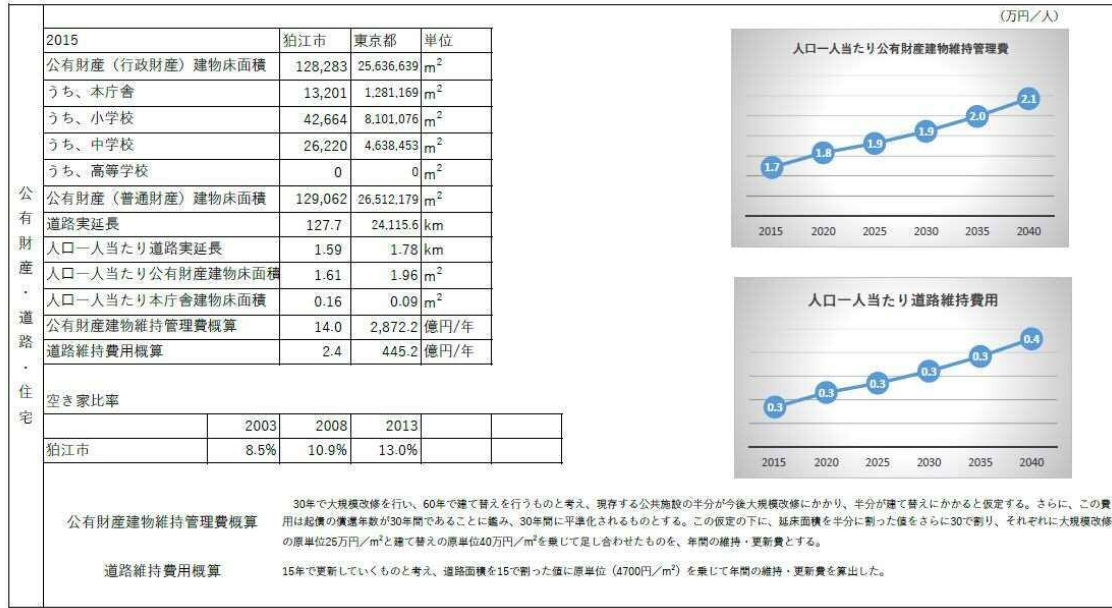 （万円／人）
2015 狛江市 東京都 単位
公有財産（行政財産）建物床面積 128,283 25,636,639 m²
うち、本庁舎 13,201 1,281,169 m²
うち、小学校 42,664 8,101,076 m²
うち、中学校 26,220 4,638,453 m²
うち、高等学校 0 0 m²
公有財産（普通財産）建物床面積 129,062 26,512,179 m²
道路実延長 127.7 24,115.6 km
人口一人当たり道路実延長 1.59 1.78 km
人口一人当たり公有財産建物床面積 1.61 1.96 m²
人口一人当たり本庁舎建物床面積 0.16 0.09 m²
公有財産建物維持管理費概算 14.0 2,872.2 億円/年
道路維持費用概算 2.4 445.2 億円/年
公有財産・道路・住宅
空き家比率
2003 2008 2013
狛江市 8.5% 10.9% 13.0%
人口一人当たり公有財産建物維持管理費
1.7 1.8 1.9 1.9 2.0 2.1
2015 2020 2025 2030 2035 2040
人口一人当たり道路維持費用
0.3 0.3 0.3 0.3 0.3 0.4
2015 2020 2025 2030 2035 2040
公有財産建物維持管理費概算
30年で大規模改修を行い、60年で建て替えを行うものと考え、現存する公共施設の半分が今後大規模改修にかかり、半分が建て替えにかかると仮定する。さらに、この費
用は起債の償還年数が30年間であることに鑑み、30年間に平準化されるものとする。この仮定の下に、延床面積を半分に割った値をさらに30で割り、それぞれに大規模改修
の原単位25万円／m²と建て替えの原単位40万円／m²を乗じて足し合わせたものを、年間の維持・更新費とする。
道路維持費用概算
15年で更新していくものと考え、道路面積を15で割った値に原単位（4700円／m²）を乗じて年間の維持・更新費を算出した。